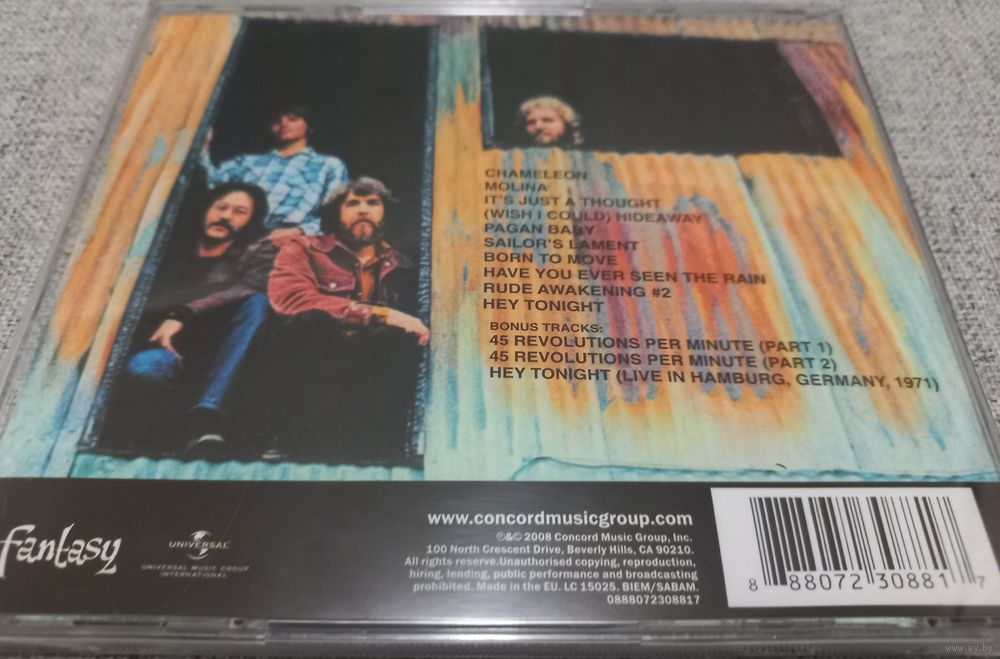 CHAMELEON
MOLINA
IT'S JUST A THOUGHT
(WISH I COULD) HIDEAWAY
PAGAN BABY
SAILOR'S LAMENT
BORN TO MOVE
HAVE YOU EVER SEEN THE RAIN
RUDE AWAKENING #2
HEY TONIGHT
BONUS TRACKS:
45 REVOLUTIONS PER MINUTE (PART 1)
45 REVOLUTIONS PER MINUTE (PART 2)
HEY TONIGHT (LIVE IN HAMBURG, GERMANY, 1971)
fantasy
UNIVERSAL
UNIVERSAL MUSIC GROUP
INTERNATIONAL
www.concordmusicgroup.com
℗&© 2008 Concord Music Group, Inc.
100 North Crescent Drive, Beverly Hills, CA 90210.
All rights reserve.Unauthorised copying, reproduction,
hiring, lending, public performance and broadcasting
prohibited. Made in the EU. LC 15025. BIEM/SABAM.
0888072308817
8 88072 30881 7
www.ay.by